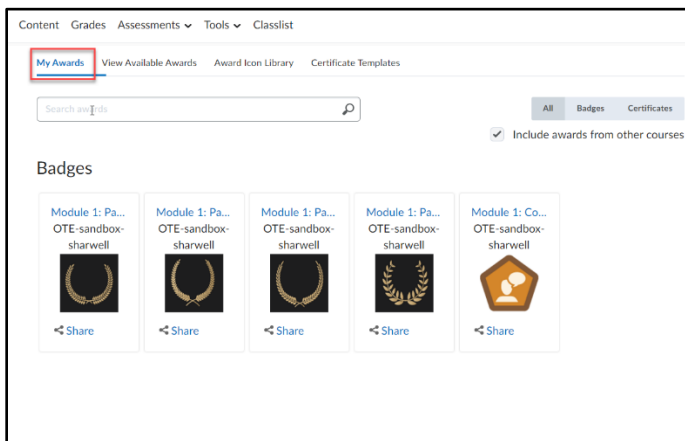 Content Grades Assessments Tools Classlist
My Awards View Available Awards Award Icon Library Certificate Templates
Search awards
All Badges Certificates
Include awards from other courses
Badges
Module 1: Pa... Module 1: Pa... Module 1: Pa... Module 1: Pa... Module 1: Co...
OTE-sandbox- OTE-sandbox- OTE-sandbox- OTE-sandbox- OTE-sandbox-
sharwell sharwell sharwell sharwell sharwell
Share Share Share Share Share